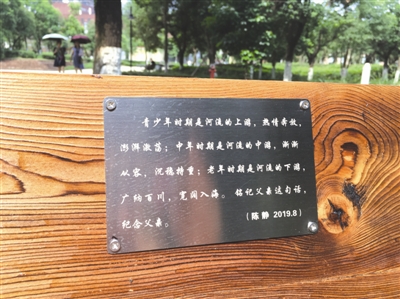 青少年时期是河流的上游，热情奔放，
澎湃激荡；中年时期是河流的中游，渐渐
从容，沉稳持重；老年时期是河流的下游，
广纳百川，宽阔入海。铭记父亲这句话，
纪念父亲。
（陈静 2019.8）